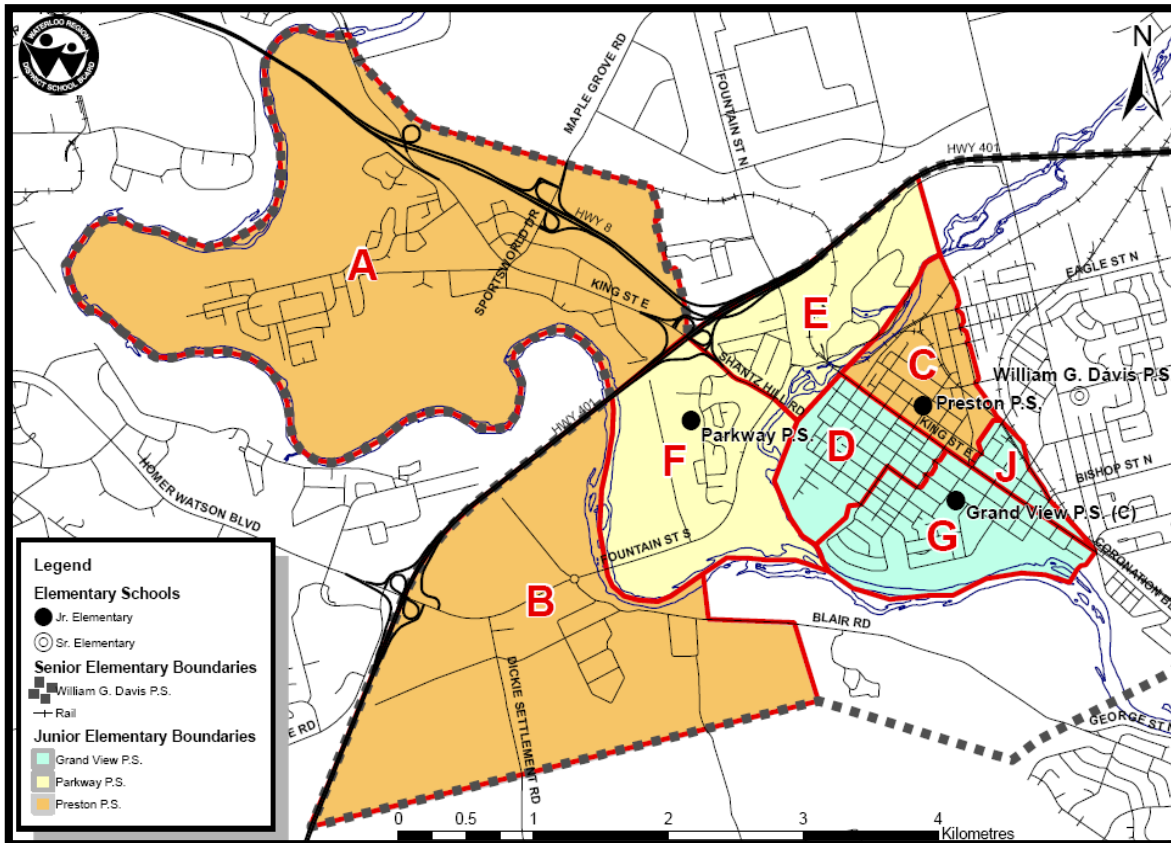 WATERLOO REGION
DISTRICT SCHOOL BOARD
N
MAPLE GROVE RD
FOUNTAIN ST N
HWY 401
HWY 8
SPORTSWORLD DR
A
KING ST E
E
EAGLE ST N
C
William G. Davis P.S.
Preston P.S.
SHANTZ HILL RD
KING ST E
HWY 401
Parkway P.S.
F
D
J
BISHOP ST N
Grand View P.S. (C)
G
HOMER WATSON BLVD
FOUNTAIN ST S
CORONATION B
B
BLAIR RD
DICKIE SETTLEMENT RD
GEORGE ST N
E RD
Legend
Elementary Schools
Jr. Elementary
Sr. Elementary
Senior Elementary Boundaries
William G. Davis P.S.
Rail
Junior Elementary Boundaries
Grand View P.S.
Parkway P.S.
Preston P.S.
0 0.5 1 2 3 4
Kilometres